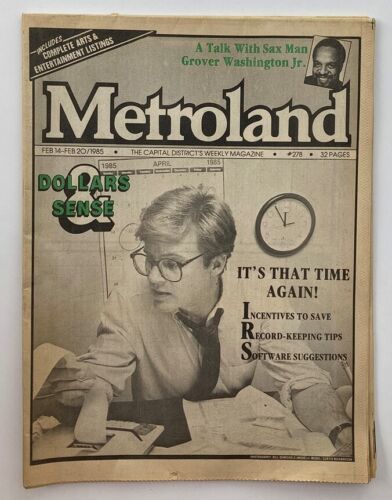 INCLUDES
COMPLETE ARTS &
ENTERTAINMENT LISTINGS
A Talk With Sax Man
Grover Washington Jr.
Metroland
FEB 14-FEB 20/1985 • THE CAPITAL DISTRICT'S WEEKLY MAGAZINE • #278 • 32 PAGES
1985 APRIL 1985
DOLLARS
&
SENSE
IT'S THAT TIME
AGAIN!
INCENTIVES TO SAVE
RECORD-KEEPING TIPS
SOFTWARE SUGGESTIONS